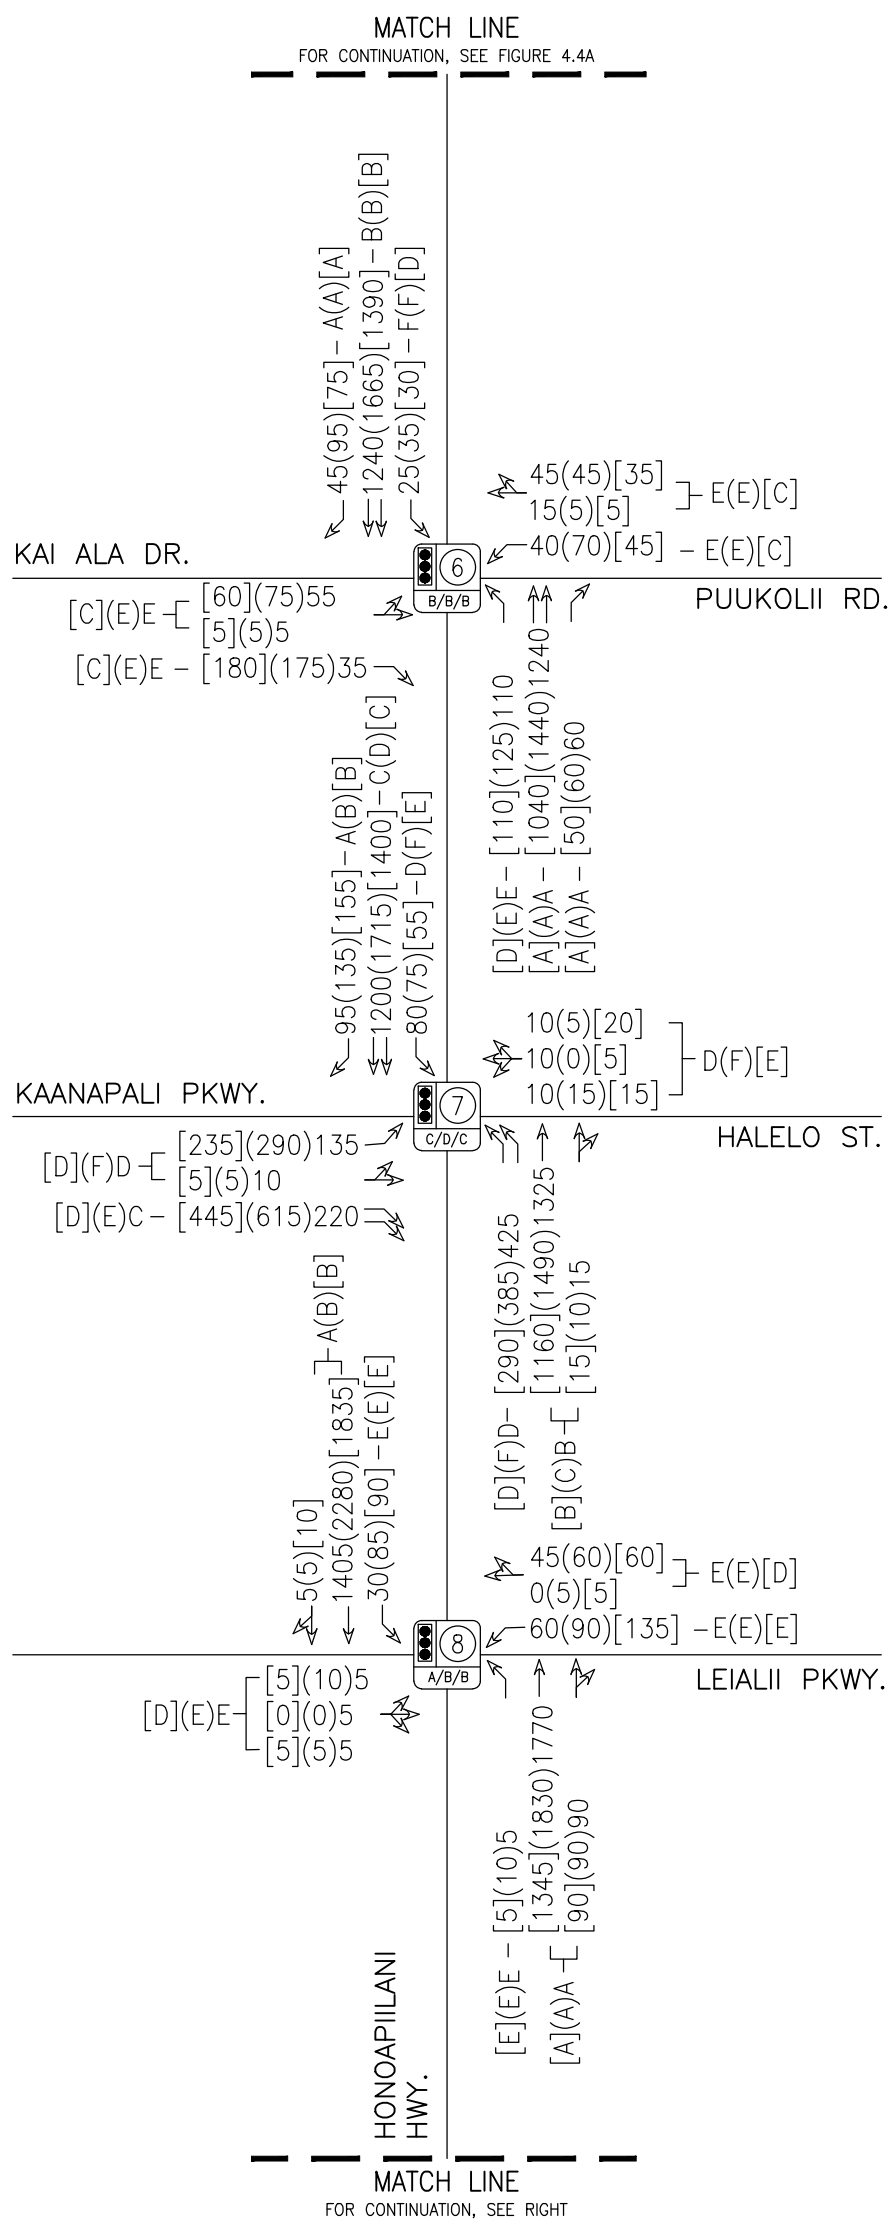 MATCH LINE
FOR CONTINUATION, SEE FIGURE 4.4A
45(95)[75] – A(A)[A]
1240(1665)[1390] – B(B)[B]
25(35)[30] – F(F)[D]
45(45)[35]
15(5)[5]
E(E)[C]
40(70)[45] – E(E)[C]
KAI ALA DR.
6
B/B/B
PUUKOLII RD.
[C](E)E
[60](75)55
[5](5)5
[C](E)E – [180](175)35
[D](E)E – [110](125)110
[A](A)A – [1040](1440)1240
[A](A)A – [50](60)60
95(135)[155] – A(B)[B]
1200(1715)[1400] – C(D)[C]
80(75)[55] – D(F)[E]
10(5)[20]
10(0)[5]
10(15)[15]
D(F)[E]
KAANAPALI PKWY.
7
C/D/C
HALELO ST.
[D](F)D
[235](290)135
[5](5)10
[D](E)C – [445](615)220
[D](F)D – [290](385)425
[1160](1490)1325
[15](10)15
[B](C)B
5(5)[10]
1405(2280)[1835]
A(B)[B]
30(85)[90] – E(E)[E]
45(60)[60]
0(5)[5]
E(E)[D]
60(90)[135] – E(E)[E]
8
A/B/B
LEIALII PKWY.
[D](E)E
[5](10)5
[0](0)5
[5](5)5
[E](E)E – [5](10)5
[1345](1830)1770
[90](90)90
[A](A)A
HONOAPIILANI
HWY.
MATCH LINE
FOR CONTINUATION, SEE RIGHT